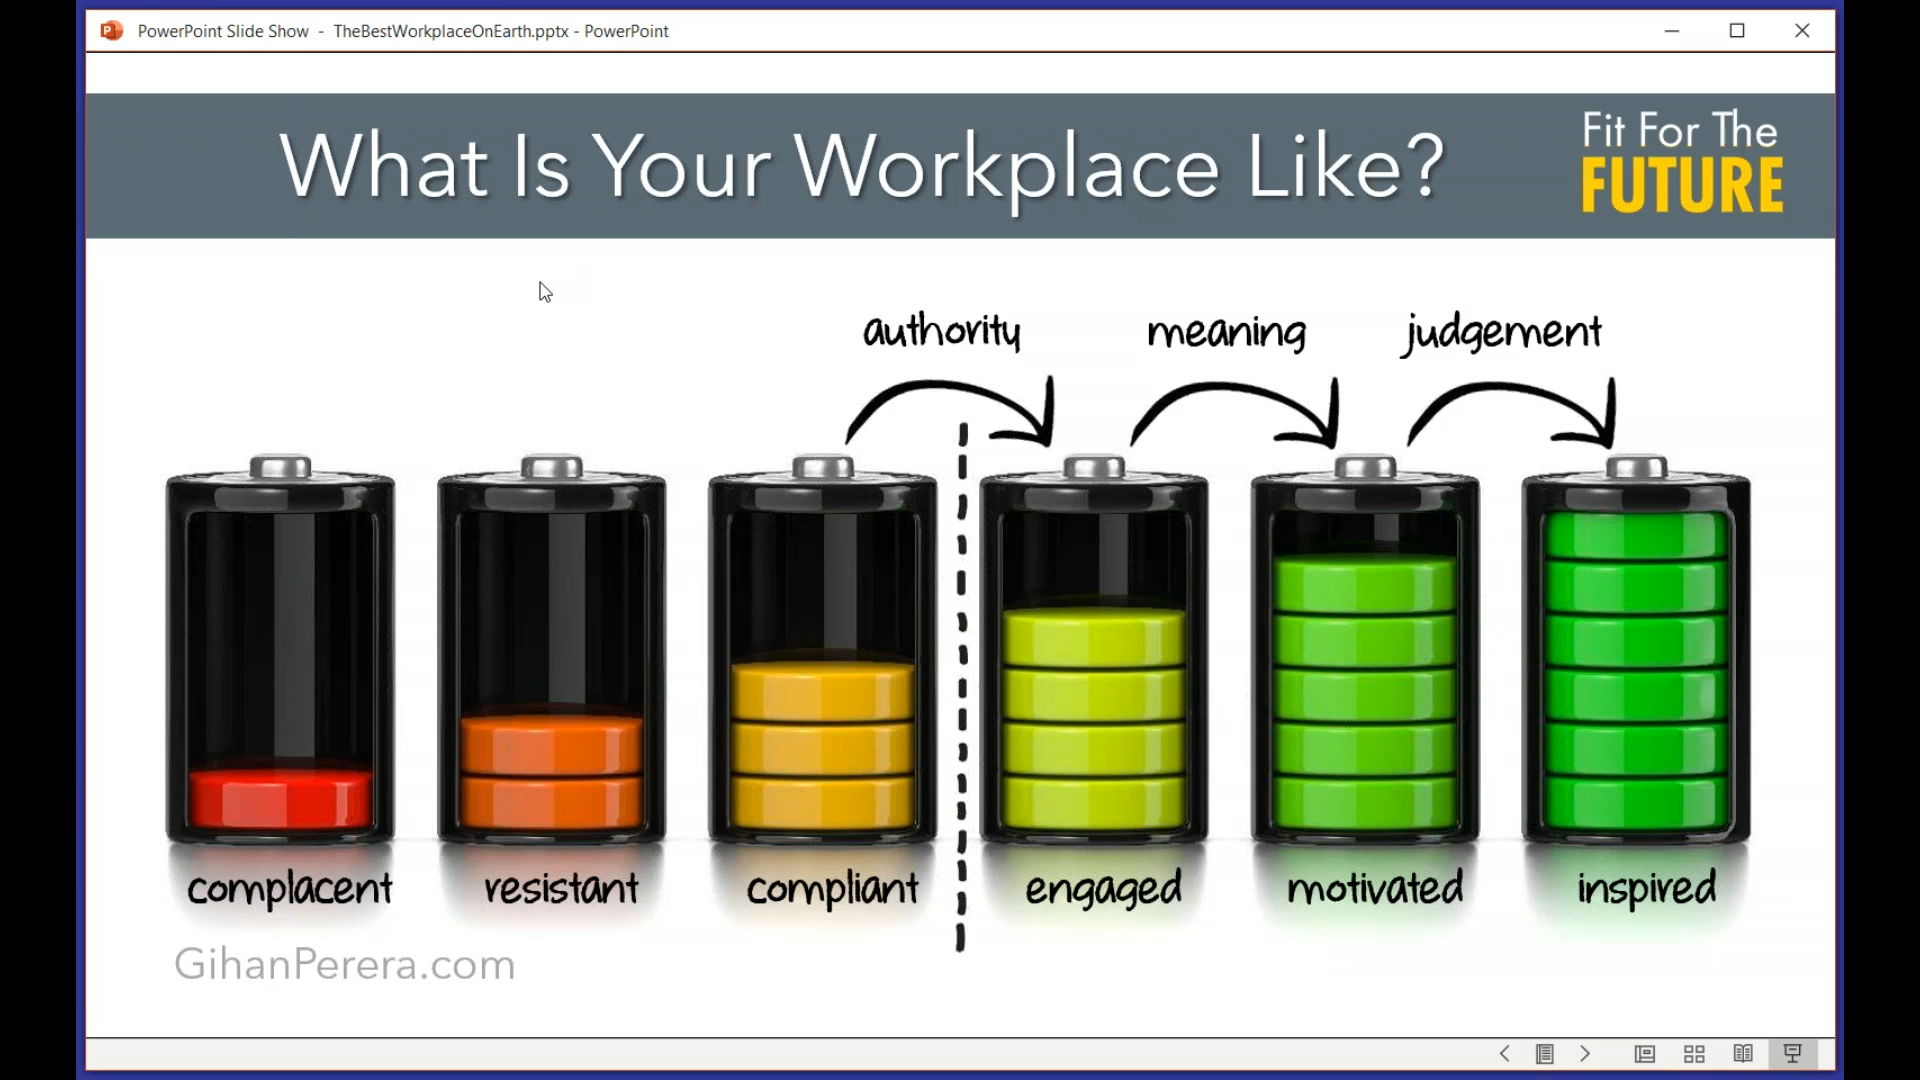 PowerPoint Slide Show - TheBestWorkplaceOnEarth.pptx - PowerPoint
What Is Your Workplace Like?
Fit For The
FUTURE
authority meaning judgement
complacent resistant compliant engaged motivated inspired
GihanPerera.com